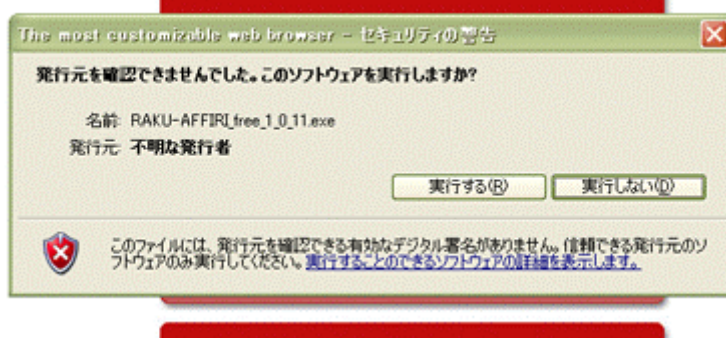 The most customizable web browser - セキュリティの警告
発行元を確認できませんでした。このソフトウェアを実行しますか?
名前: RAKU-AFFIRI_free_1_0_11.exe
発行元: 不明な発行者
実行する(R) 実行しない(D)
このファイルには、発行元を確認できる有効なデジタル署名がありません。信頼できる発行元のソ
フトウェアのみ実行してください。実行することのできるソフトウェアの詳細を表示します。